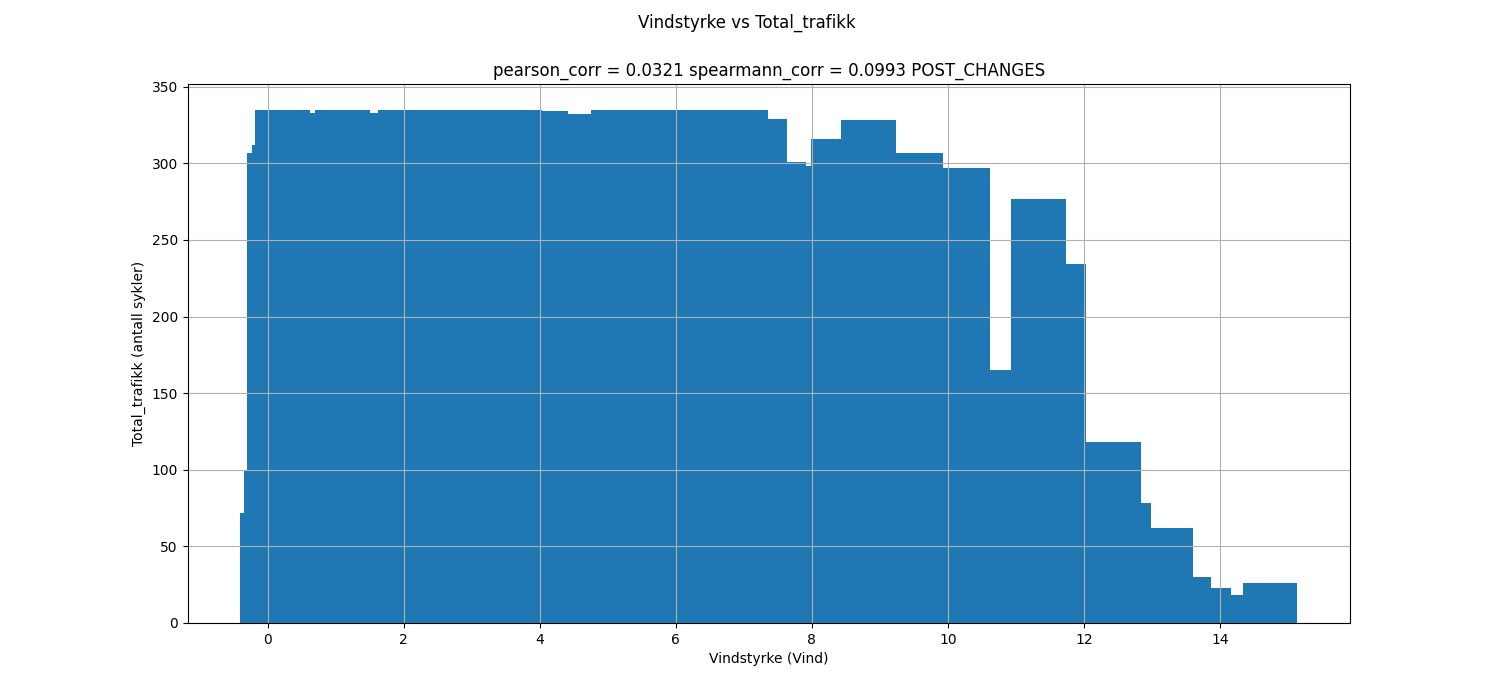 Vindstyrke vs Total_trafikk
pearson_corr = 0.0321 spearmann_corr = 0.0993 POST_CHANGES
350
300
250
200
150
100
50
0
Total_trafikk (antall sykler)
0 2 4 6 8 10 12 14
Vindstyrke (Vind)